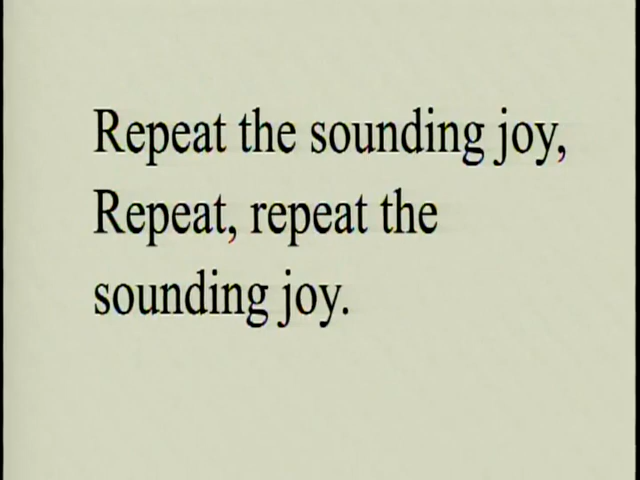 Repeat the sounding joy,
Repeat, repeat the
sounding joy.